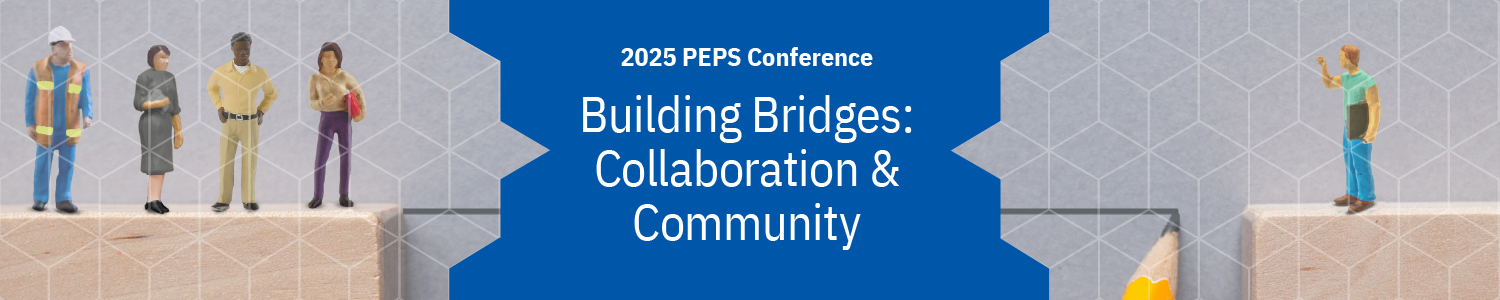 2025 PEPS Conference
Building Bridges:
Collaboration &
Community